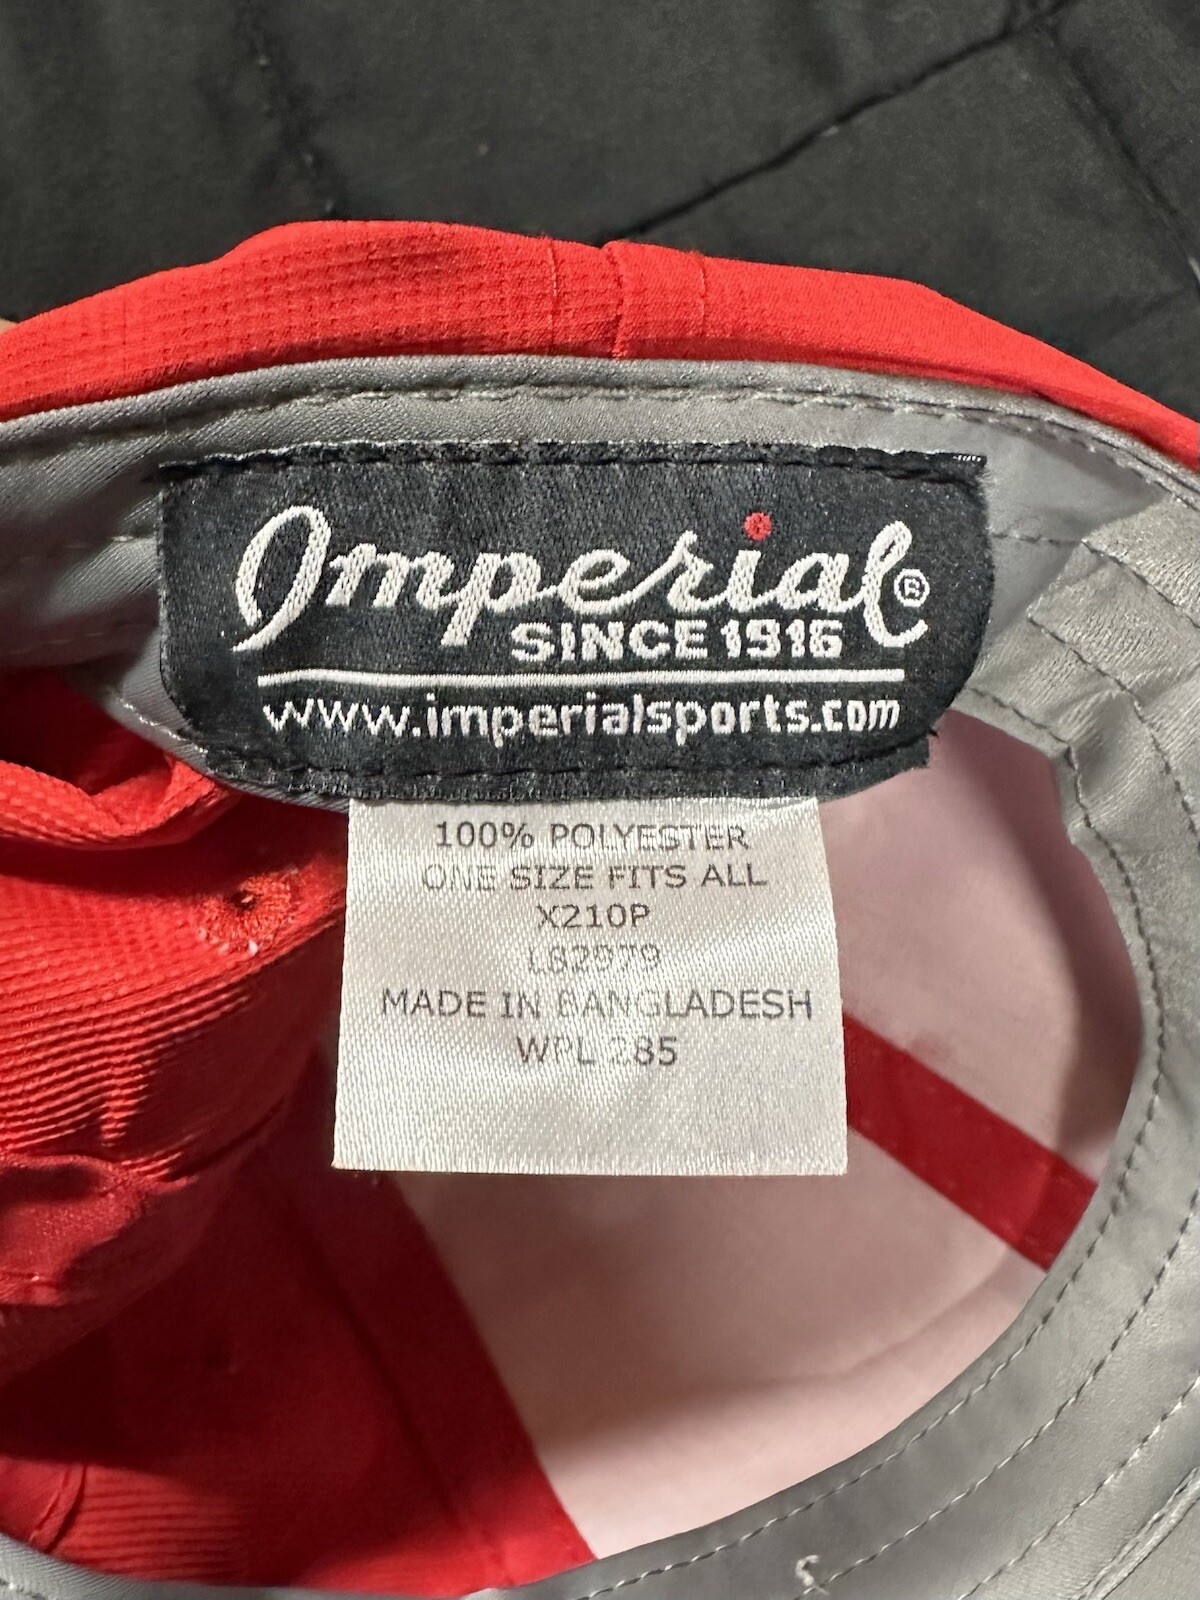 Imperial®
SINCE 1916
www.imperialsports.com
100% POLYESTER
ONE SIZE FITS ALL
X210P
L82979
MADE IN BANGLADESH
WPL 285